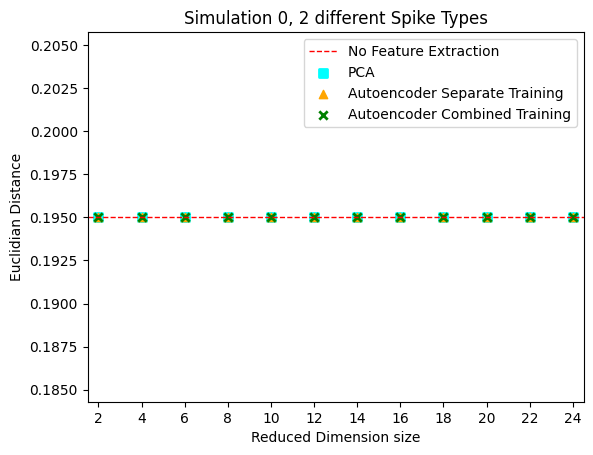 Simulation 0, 2 different Spike Types
No Feature Extraction
PCA
Autoencoder Separate Training
Autoencoder Combined Training
Euclidian Distance
0.2050
0.2025
0.2000
0.1975
0.1950
0.1925
0.1900
0.1875
0.1850
2 4 6 8 10 12 14 16 18 20 22 24
Reduced Dimension size